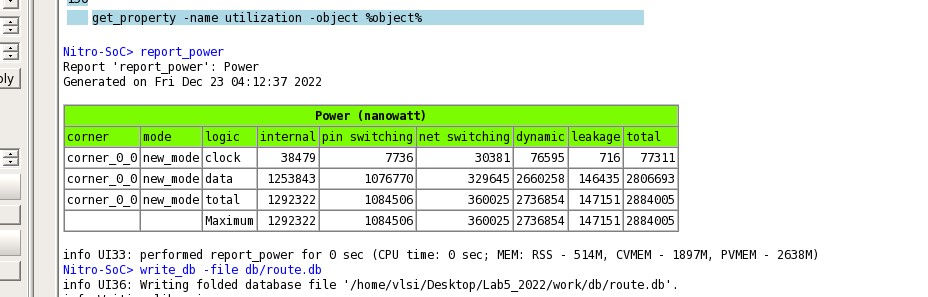 get_property -name utilization -object %object%
Nitro-SoC> report_power
Report 'report_power': Power
Generated on Fri Dec 23 04:12:37 2022
Power (nanowatt)
corner mode logic internal pin switching net switching dynamic leakage total
corner_0_0 new_mode clock 38479 7736 30381 76595 716 77311
corner_0_0 new_mode data 1253843 1076770 329645 2660258 146435 2806693
corner_0_0 new_mode total 1292322 1084506 360025 2736854 147151 2884005
Maximum 1292322 1084506 360025 2736854 147151 2884005
info UI33: performed report_power for 0 sec (CPU time: 0 sec; MEM: RSS - 514M, CVMEM - 1897M, PVMEM - 2638M)
Nitro-SoC> write_db -file db/route.db
info UI36: Writing folded database file '/home/vlsi/Desktop/Lab5_2022/work/db/route.db'.